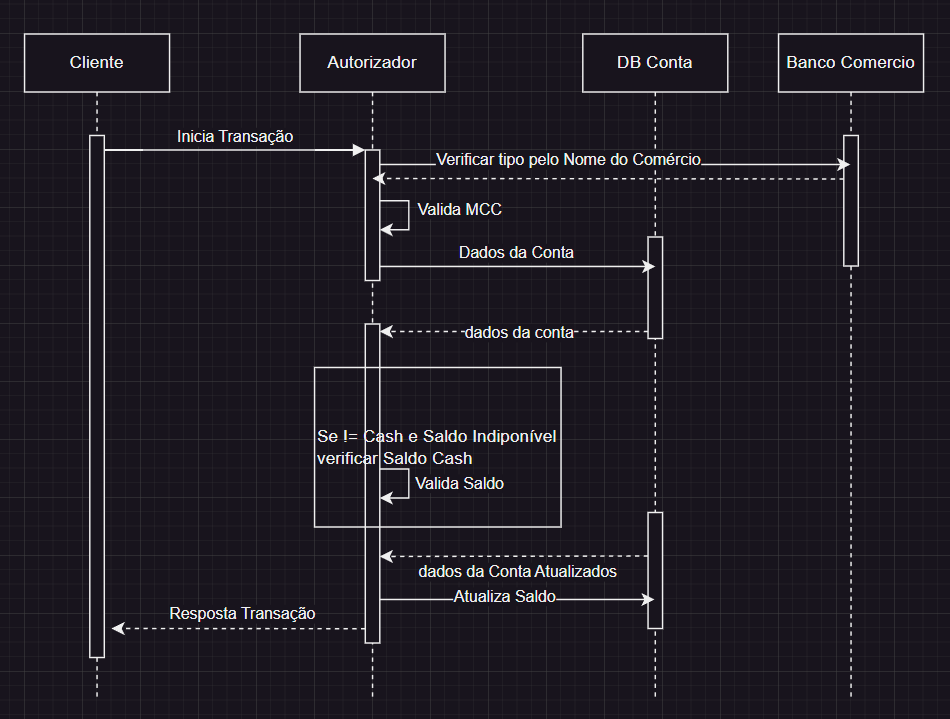 Cliente
Autorizador
DB Conta
Banco Comercio
Inicia Transação
Verificar tipo pelo Nome do Comércio
Valida MCC
Dados da Conta
dados da conta
Se != Cash e Saldo Indiponível
verificar Saldo Cash
Valida Saldo
dados da Conta Atualizados
Atualiza Saldo
Resposta Transação